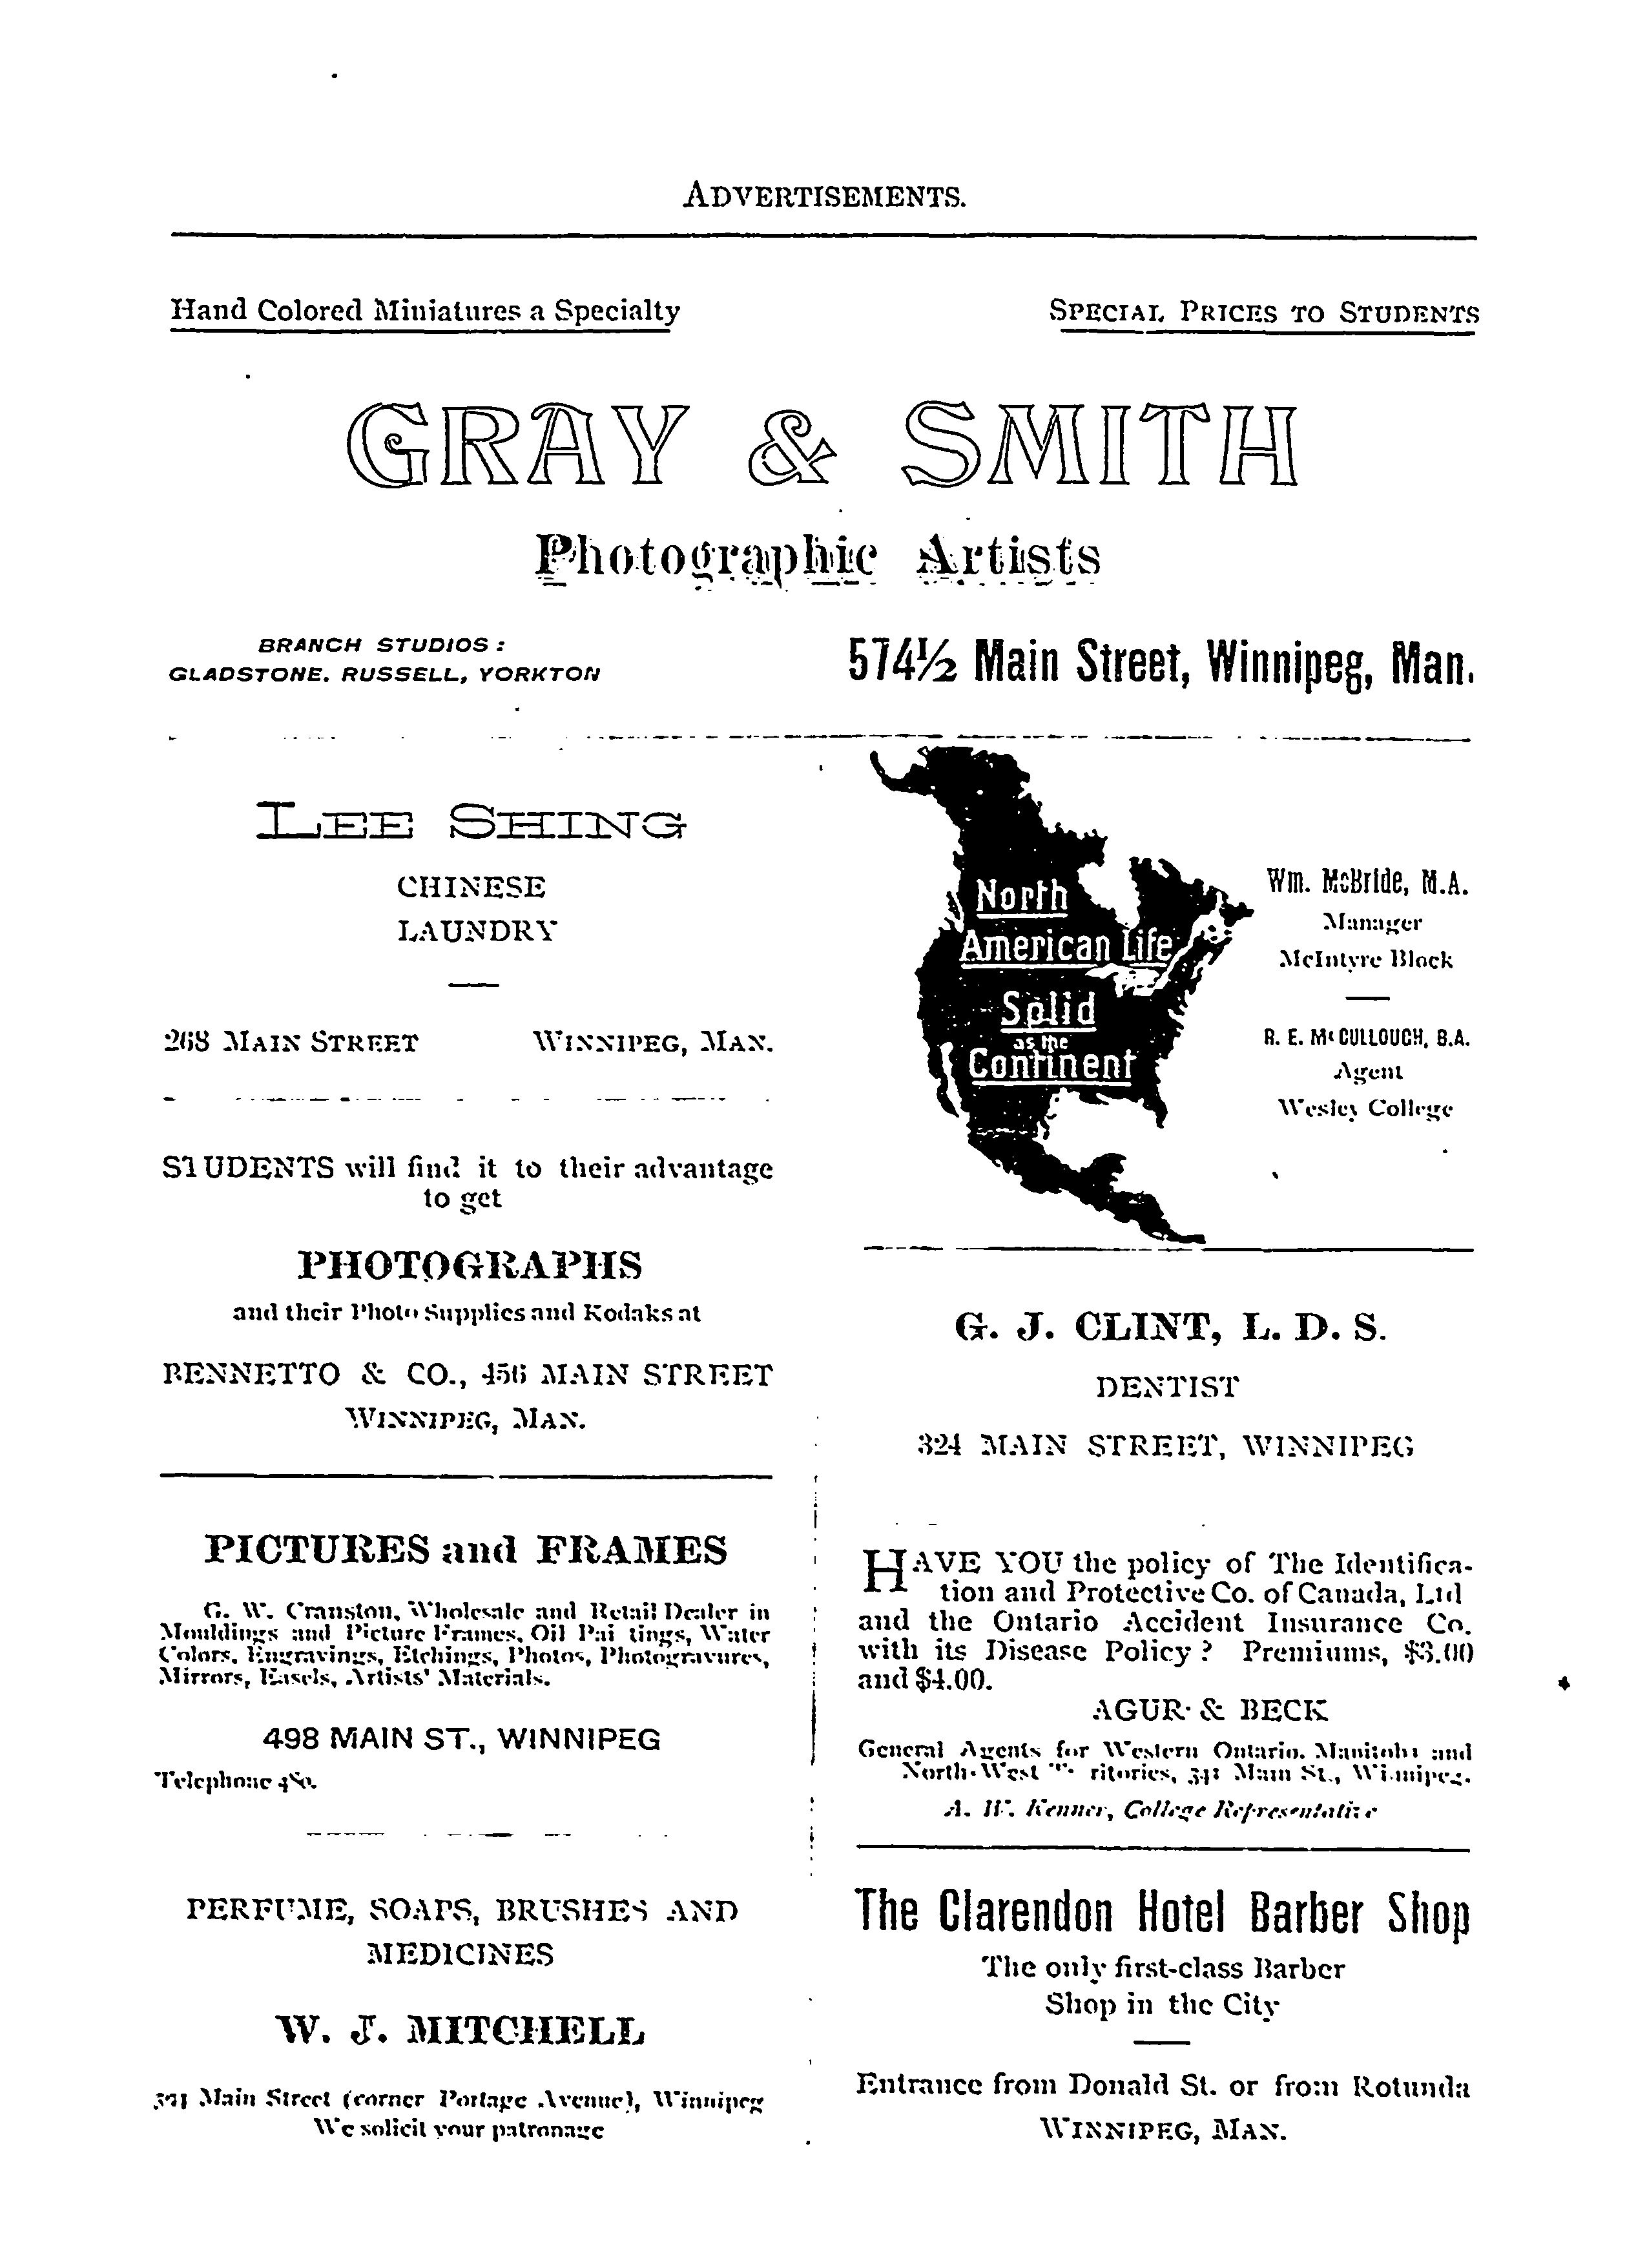 ADVERTISEMENTS.
Hand Colored Miniatures a Specialty
SPECIAL PRICES TO STUDENTS
GRAY & SMITH
Photographic Artists
BRANCH STUDIOS:
GLADSTONE. RUSSELL, YORKTON
574½ Main Street, Winnipeg, Man.
LEE SHING
CHINESE
LAUNDRY
268 MAIN STREET WINNIPEG, MAN.
STUDENTS will find it to their advantage
to get
PHOTOGRAPHS
and their Photo Supplies and Kodaks at
BENNETTO & CO., 456 MAIN STREET
WINNIPEG, MAN.
PICTURES and FRAMES
G. W. Cranston, Wholesale and Retail Dealer in
Mouldings and Picture Frames, Oil Pai tings, Water
Colors, Engravings, Etchings, Photos, Photogravures,
Mirrors, Easels, Artists' Materials.
498 MAIN ST., WINNIPEG
Telephone 480.
PERFUME, SOAPS, BRUSHES AND
MEDICINES
W. J. MITCHELL
Main Street (corner Portage Avenue), Winnipeg
We solicit your patronage
North
American Life
Solid
as the
Continent
Wm. McBride, M.A.
Manager
McIntyre Block
R. E. McCULLOUGH, B.A.
Agent
Wesley College
G. J. CLINT, L. D. S.
DENTIST
324 MAIN STREET, WINNIPEG
HAVE YOU the policy of The Identifica-
tion and Protective Co. of Canada, Ltd
and the Ontario Accident Insurance Co.
with its Disease Policy? Premiums, $3.00
and $4.00.
AGUR & BECK
General Agents for Western Ontario, Manitoba and
North-West ritories, 341 Main St., Winnipeg.
A. W. Kenner, College Representative
The Clarendon Hotel Barber Shop
The only first-class Barber
Shop in the City
Entrance from Donald St. or from Rotunda
WINNIPEG, MAN.